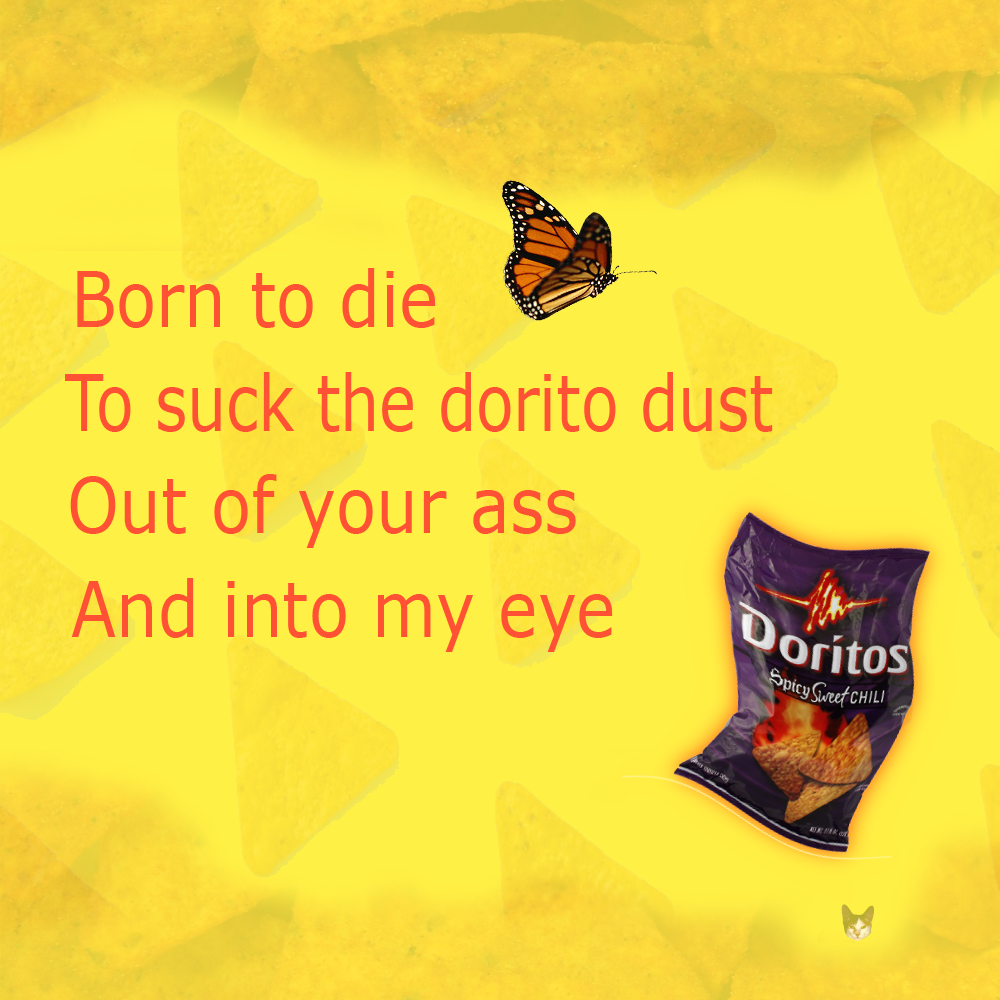 Born to die
To suck the dorito dust
Out of your ass
And into my eye
Doritos
Spicy Sweet CHILI